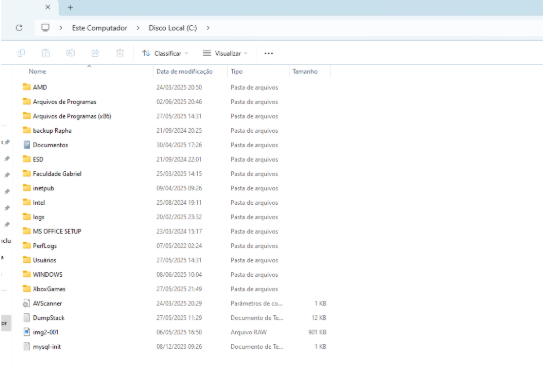 Este Computador > Disco Local (C:) >
Classificar Visualizar ...
Nome Data de modificação Tipo Tamanho
AMD 24/03/2025 20:50 Pasta de arquivos
Arquivos de Programas 02/06/2025 20:46 Pasta de arquivos
Arquivos de Programas (x86) 27/05/2025 14:31 Pasta de arquivos
backup Rapha 21/09/2024 20:25 Pasta de arquivos
Documentos 30/04/2025 17:26 Pasta de arquivos
ESD 21/09/2024 22:01 Pasta de arquivos
Faculdade Gabriel 25/03/2025 14:15 Pasta de arquivos
inetpub 09/04/2025 09:26 Pasta de arquivos
Intel 25/08/2024 19:11 Pasta de arquivos
logs 20/02/2025 23:32 Pasta de arquivos
MS OFFICE SETUP 23/03/2024 15:17 Pasta de arquivos
PerfLogs 07/05/2022 02:24 Pasta de arquivos
Usuários 27/05/2025 14:31 Pasta de arquivos
WINDOWS 08/06/2025 10:04 Pasta de arquivos
XboxGames 27/05/2025 21:49 Pasta de arquivos
AVScanner 24/03/2025 20:29 Parâmetros de co... 1 KB
DumpStack 27/05/2025 11:29 Documento de Te... 12 KB
img2-001 06/05/2025 16:50 Arquivo RAW 901 KB
mysql-init 08/12/2023 09:26 Documento de Te... 1 KB